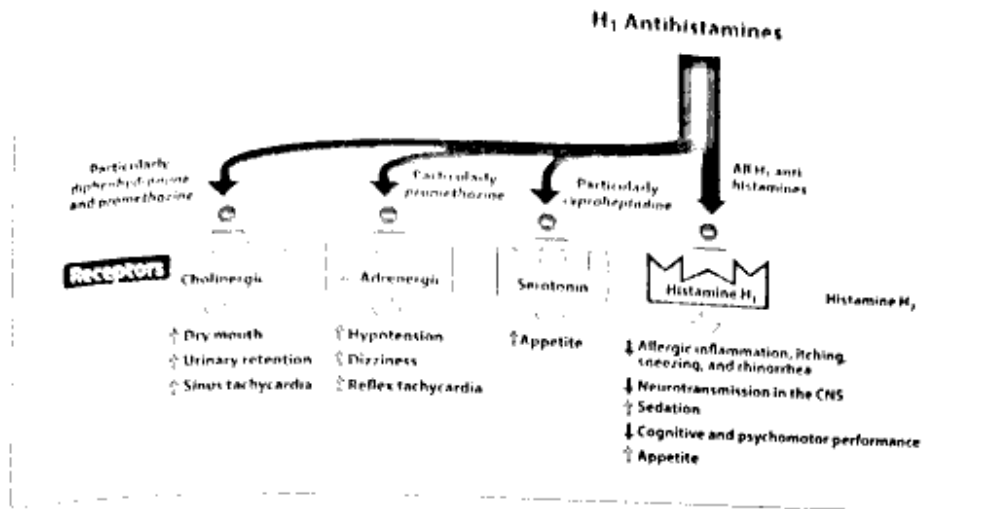 H₁ Antihistamines
Particularly
diphenhydramine
and promethazine
Particularly
promethazine
Particularly
cyproheptadine
All H₁ anti
histamines
Receptors
Cholinergic
Adrenergic
Serotonin
Histamine H₁
Histamine H₂
↑ Dry mouth
↑ Urinary retention
↑ Sinus tachycardia
↑ Hypotension
↑ Dizziness
↑ Reflex tachycardia
↑ Appetite
↓ Allergic inflammation, itching,
sneezing, and rhinorrhea
↓ Neurotransmission in the CNS
↑ Sedation
↓ Cognitive and psychomotor performance
↑ Appetite